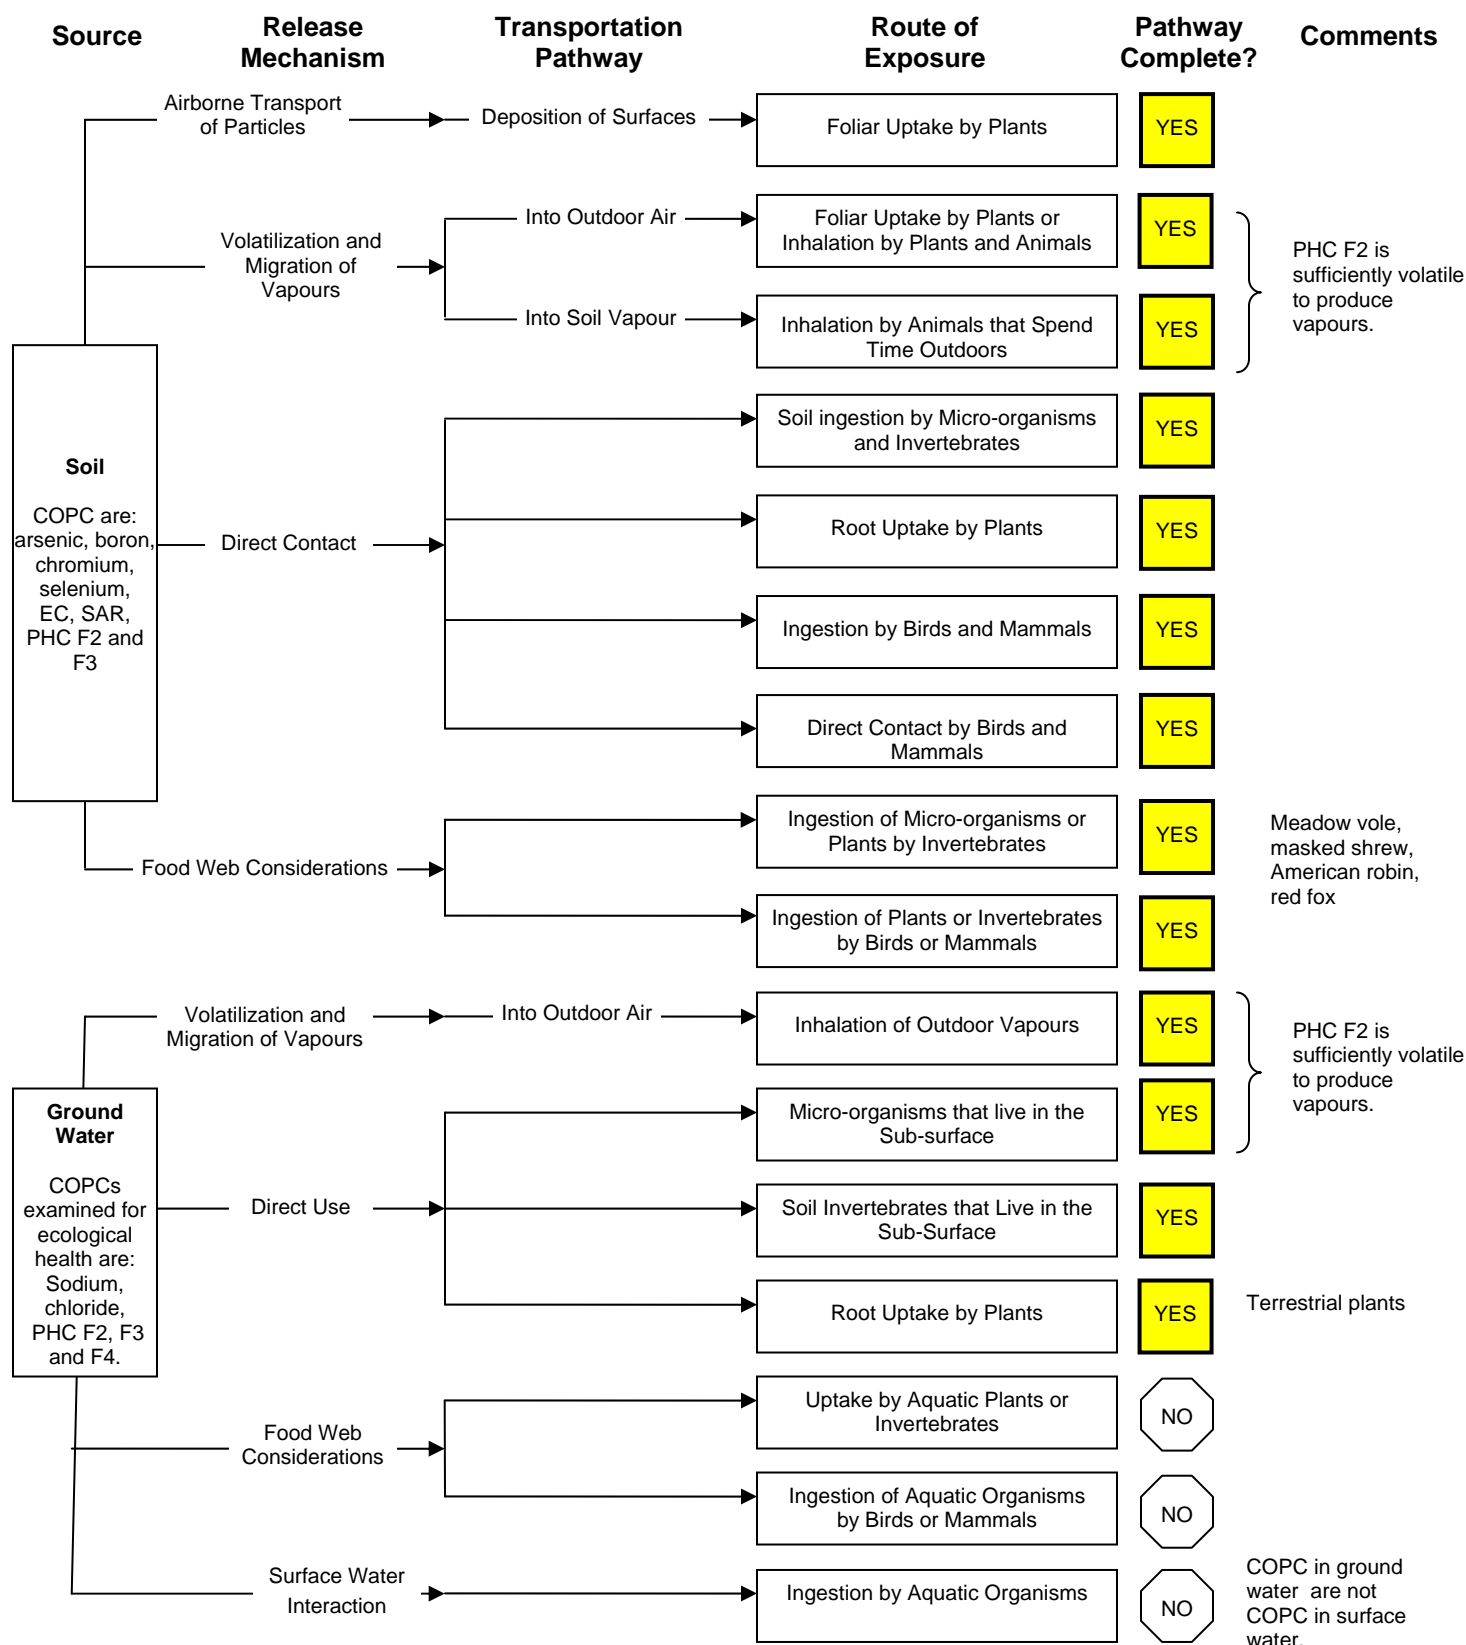 Source
Release
Mechanism
Transportation
Pathway
Route of
Exposure
Pathway
Complete?
Comments
Airborne Transport
of Particles
Deposition of Surfaces
Foliar Uptake by Plants
YES
Volatilization and
Migration of
Vapours
Into Outdoor Air
Foliar Uptake by Plants or
Inhalation by Plants and Animals
YES
Into Soil Vapour
Inhalation by Animals that Spend
Time Outdoors
YES
PHC F2 is
sufficiently volatile
to produce
vapours.
Soil
COPC are:
arsenic, boron,
chromium,
selenium,
EC, SAR,
PHC F2 and
F3
Direct Contact
Soil ingestion by Micro-organisms
and Invertebrates
YES
Root Uptake by Plants
YES
Ingestion by Birds and Mammals
YES
Direct Contact by Birds and
Mammals
YES
Food Web Considerations
Ingestion of Micro-organisms or
Plants by Invertebrates
YES
Ingestion of Plants or Invertebrates
by Birds or Mammals
YES
Meadow vole,
masked shrew,
American robin,
red fox
Volatilization and
Migration of Vapours
Into Outdoor Air
Inhalation of Outdoor Vapours
YES
Ground
Water
COPCs
examined for
ecological
health are:
Sodium,
chloride,
PHC F2, F3
and F4.
Direct Use
Micro-organisms that live in the
Sub-surface
YES
PHC F2 is
sufficiently volatile
to produce
vapours.
Soil Invertebrates that Live in the
Sub-Surface
YES
Root Uptake by Plants
YES
Terrestrial plants
Food Web
Considerations
Uptake by Aquatic Plants or
Invertebrates
NO
Ingestion of Aquatic Organisms
by Birds or Mammals
NO
Surface Water
Interaction
Ingestion by Aquatic Organisms
NO
COPC in ground
water are not
COPC in surface
water.